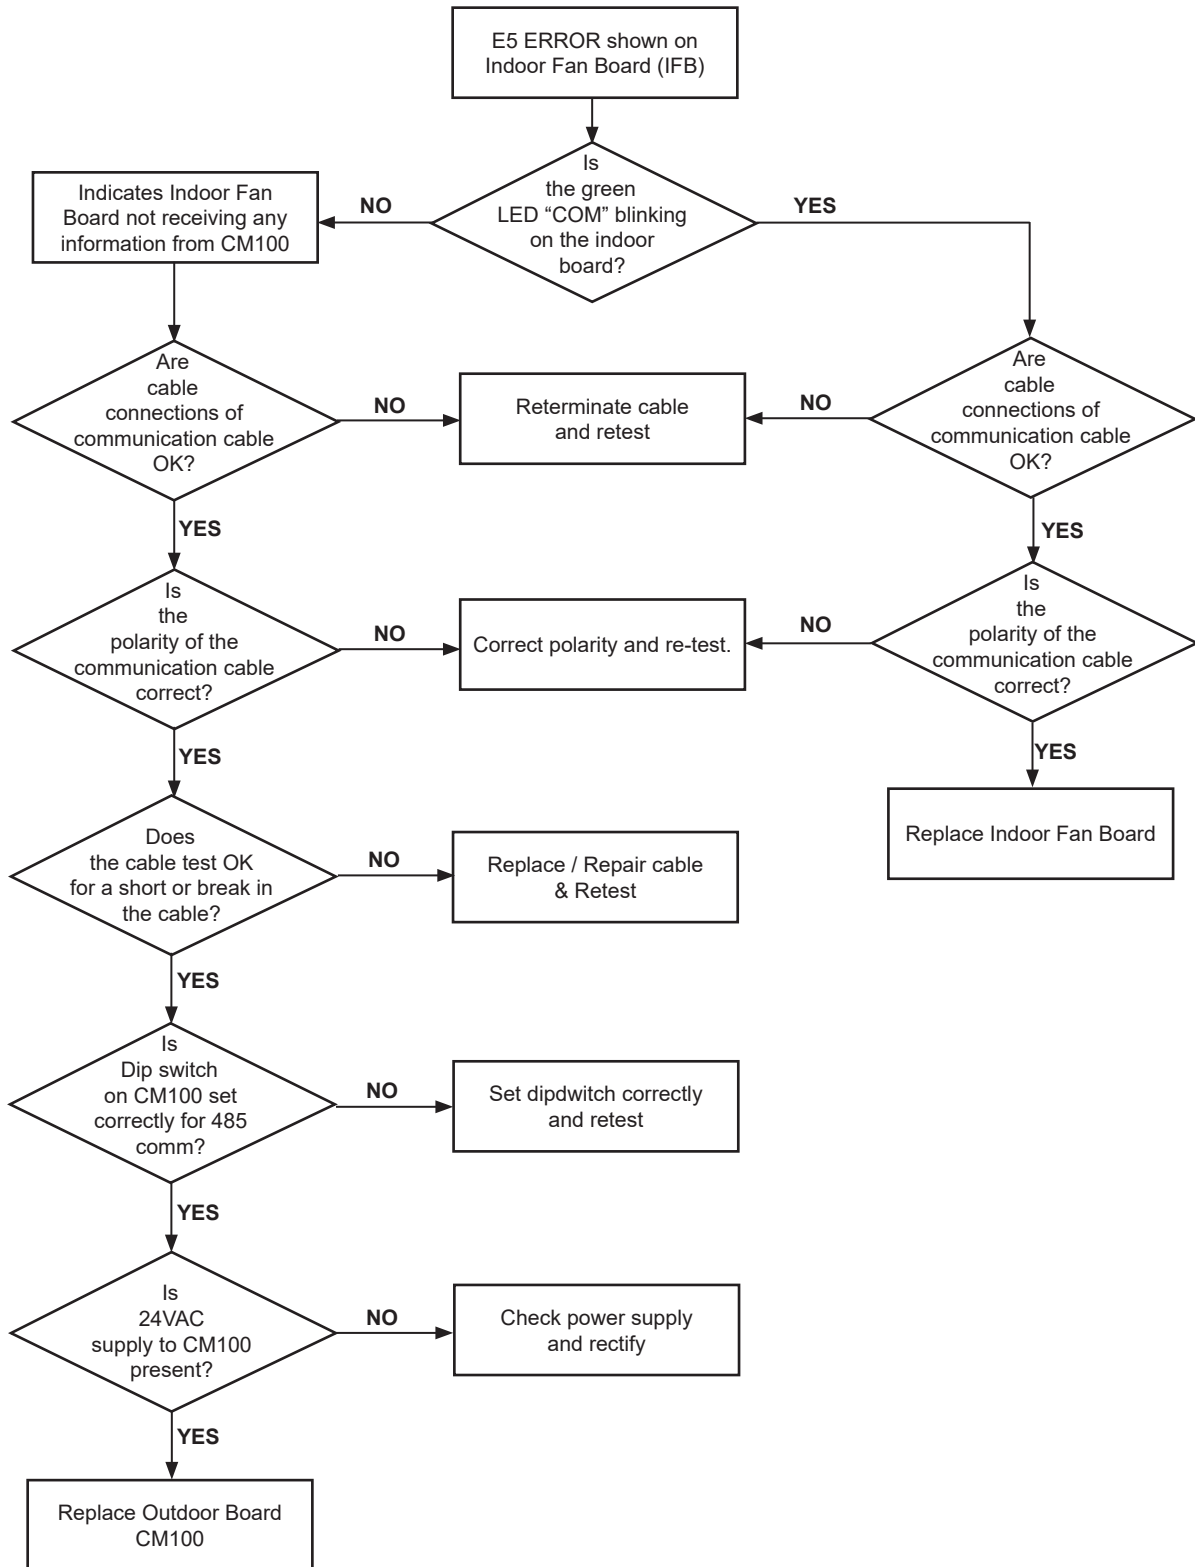 E5 ERROR shown on
Indoor Fan Board (IFB)
Is
the green
LED “COM” blinking
on the indoor
board?
NO
YES
Indicates Indoor Fan
Board not receiving any
information from CM100
Are
cable
connections of
communication cable
OK?
NO
Reterminate cable
and retest
NO
Are
cable
connections of
communication cable
OK?
YES
YES
Is
the
polarity of the
communication cable
correct?
NO
Correct polarity and re-test.
NO
Is
the
polarity of the
communication cable
correct?
YES
YES
Does
the cable test OK
for a short or break in
the cable?
NO
Replace / Repair cable
& Retest
Replace Indoor Fan Board
YES
Is
Dip switch
on CM100 set
correctly for 485
comm?
NO
Set dipdwitch correctly
and retest
YES
Is
24VAC
supply to CM100
present?
NO
Check power supply
and rectify
YES
Replace Outdoor Board
CM100